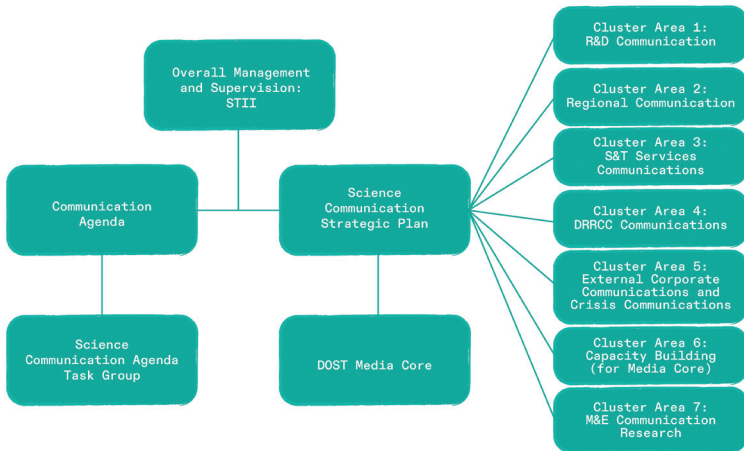 Overall Management
and Supervision:
STII
Communication
Agenda
Science
Communication
Strategic Plan
Science
Communication Agenda
Task Group
DOST Media Core
Cluster Area 1:
R&D Communication
Cluster Area 2:
Regional Communication
Cluster Area 3:
S&T Services
Communications
Cluster Area 4:
DRRCC Communications
Cluster Area 5:
External Corporate
Communications and
Crisis Communications
Cluster Area 6:
Capacity Building
(for Media Core)
Cluster Area 7:
M&E Communication
Research